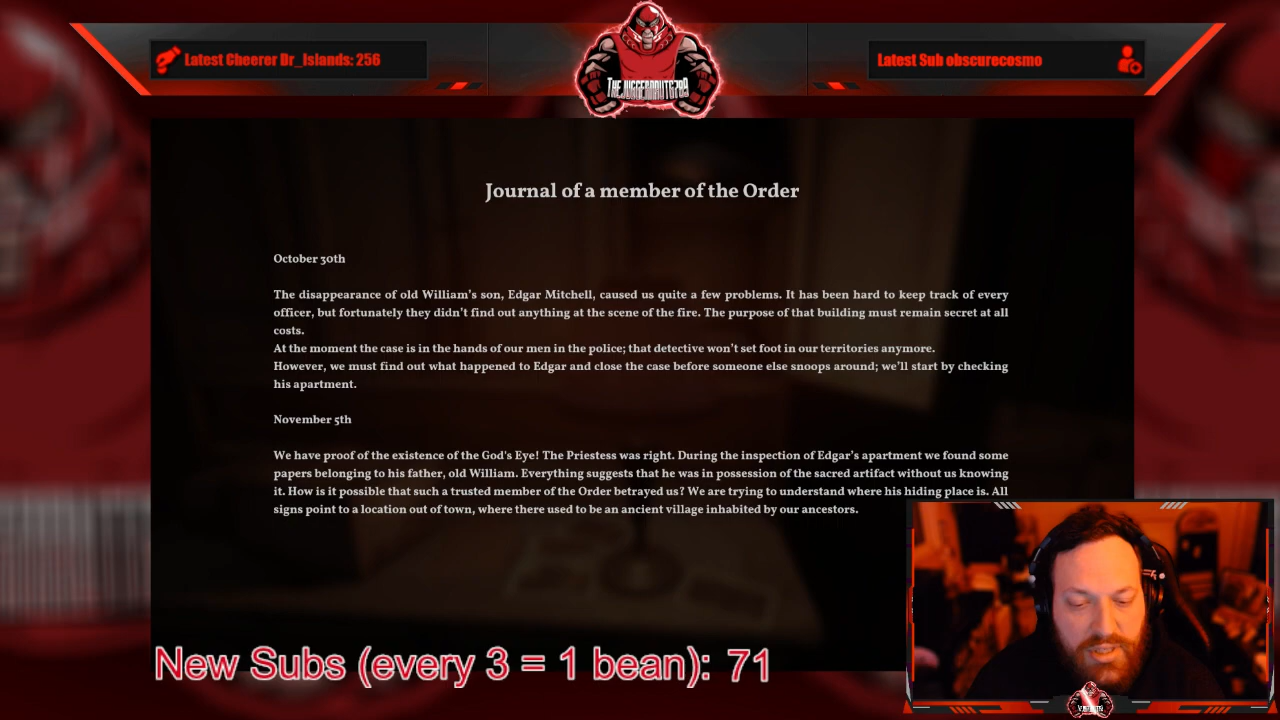 Latest Cheerer Dr_Islands: 256
Latest Sub obscurecosmo
TheJuggernautG789
Journal of a member of the Order
October 30th
The disappearance of old William's son, Edgar Mitchell, caused us quite a few problems. It has been hard to keep track of every
officer, but fortunately they didn't find out anything at the scene of the fire. The purpose of that building must remain secret at all
costs.
At the moment the case is in the hands of our men in the police; that detective won't set foot in our territories anymore.
However, we must find out what happened to Edgar and close the case before someone else snoops around; we'll start by checking
his apartment.
November 5th
We have proof of the existence of the God's Eye! The Priestess was right. During the inspection of Edgar's apartment we found some
papers belonging to his father, old William. Everything suggests that he was in possession of the sacred artifact without us knowing
it. How is it possible that such a trusted member of the Order betrayed us? We are trying to understand where his hiding place is. All
signs point to a location out of town, where there used to be an ancient village inhabited by our ancestors.
New Subs (every 3 = 1 bean): 71